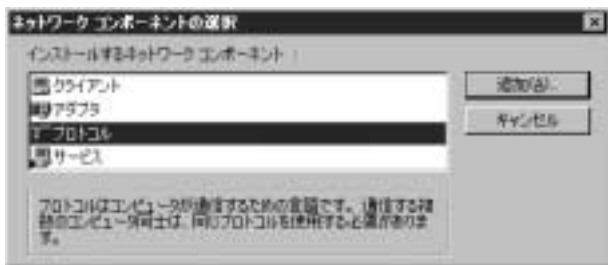 ネットワーク コンポーネントの選択
インストールするネットワーク コンポーネント :
クライアント
アダプタ
プロトコル
サービス
追加(A)...
キャンセル
プロトコルはコンピュータが通信するための言語です。通信する複
数のコンピュータ同士は、同じプロトコルを使用する必要がありま
す。